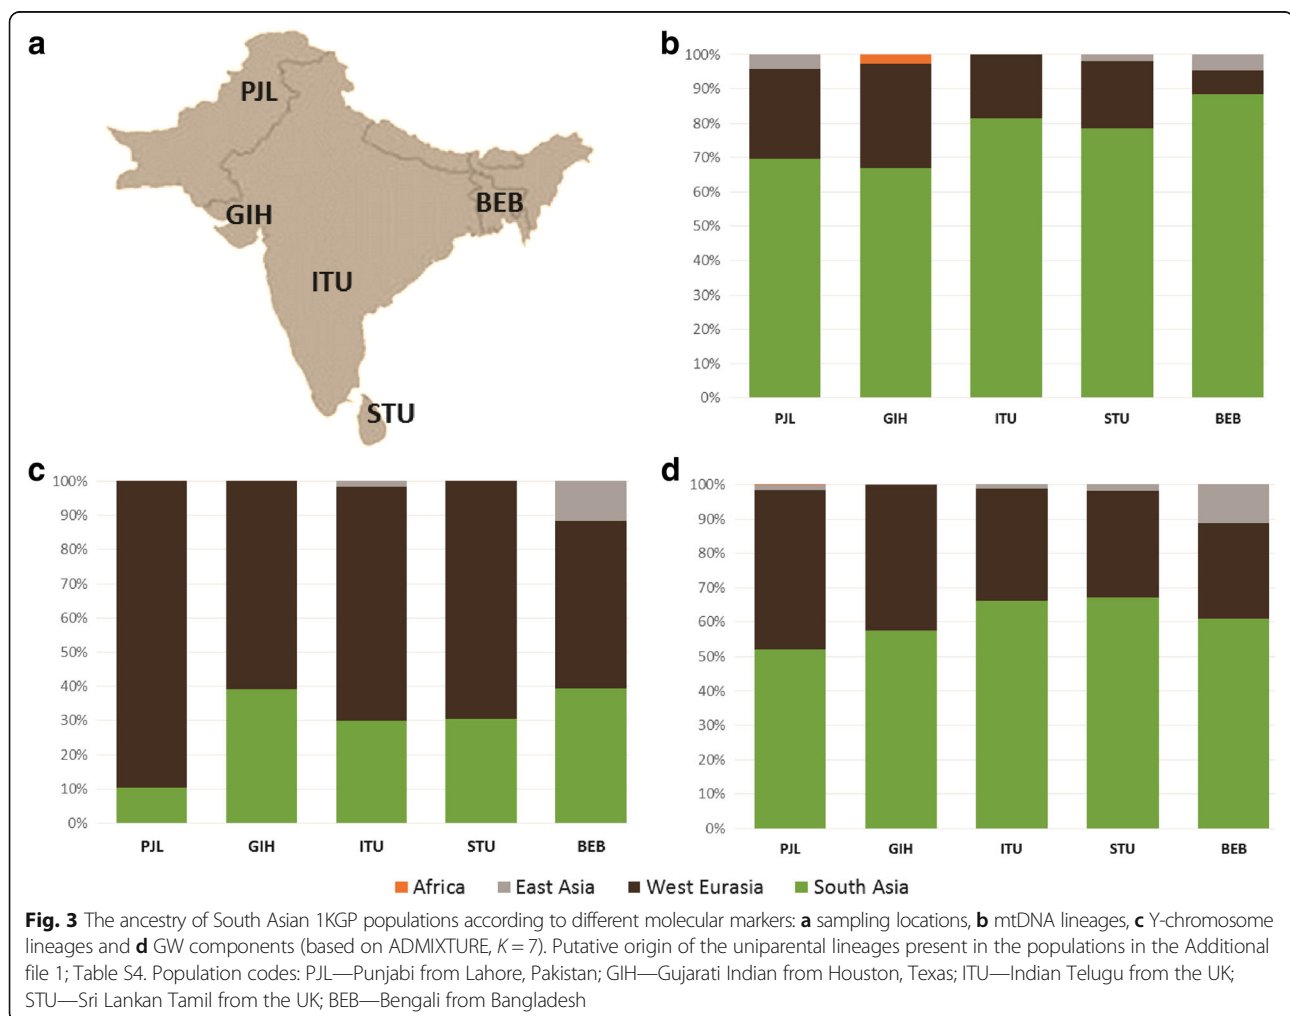 a
PJL
GIH
BEB
ITU
STU
b
100%
90%
80%
70%
60%
50%
40%
30%
20%
10%
0%
PJL GIH ITU STU BEB
c
100%
90%
80%
70%
60%
50%
40%
30%
20%
10%
0%
PJL GIH ITU STU BEB
d
100%
90%
80%
70%
60%
50%
40%
30%
20%
10%
0%
PJL GIH ITU STU BEB
Africa East Asia West Eurasia South Asia
Fig. 3 The ancestry of South Asian 1KGP populations according to different molecular markers: a sampling locations, b mtDNA lineages, c Y-chromosome
lineages and d GW components (based on ADMIXTURE, K = 7). Putative origin of the uniparental lineages present in the populations in the Additional
file 1; Table S4. Population codes: PJL—Punjabi from Lahore, Pakistan; GIH—Gujarati Indian from Houston, Texas; ITU—Indian Telugu from the UK;
STU—Sri Lankan Tamil from the UK; BEB—Bengali from Bangladesh